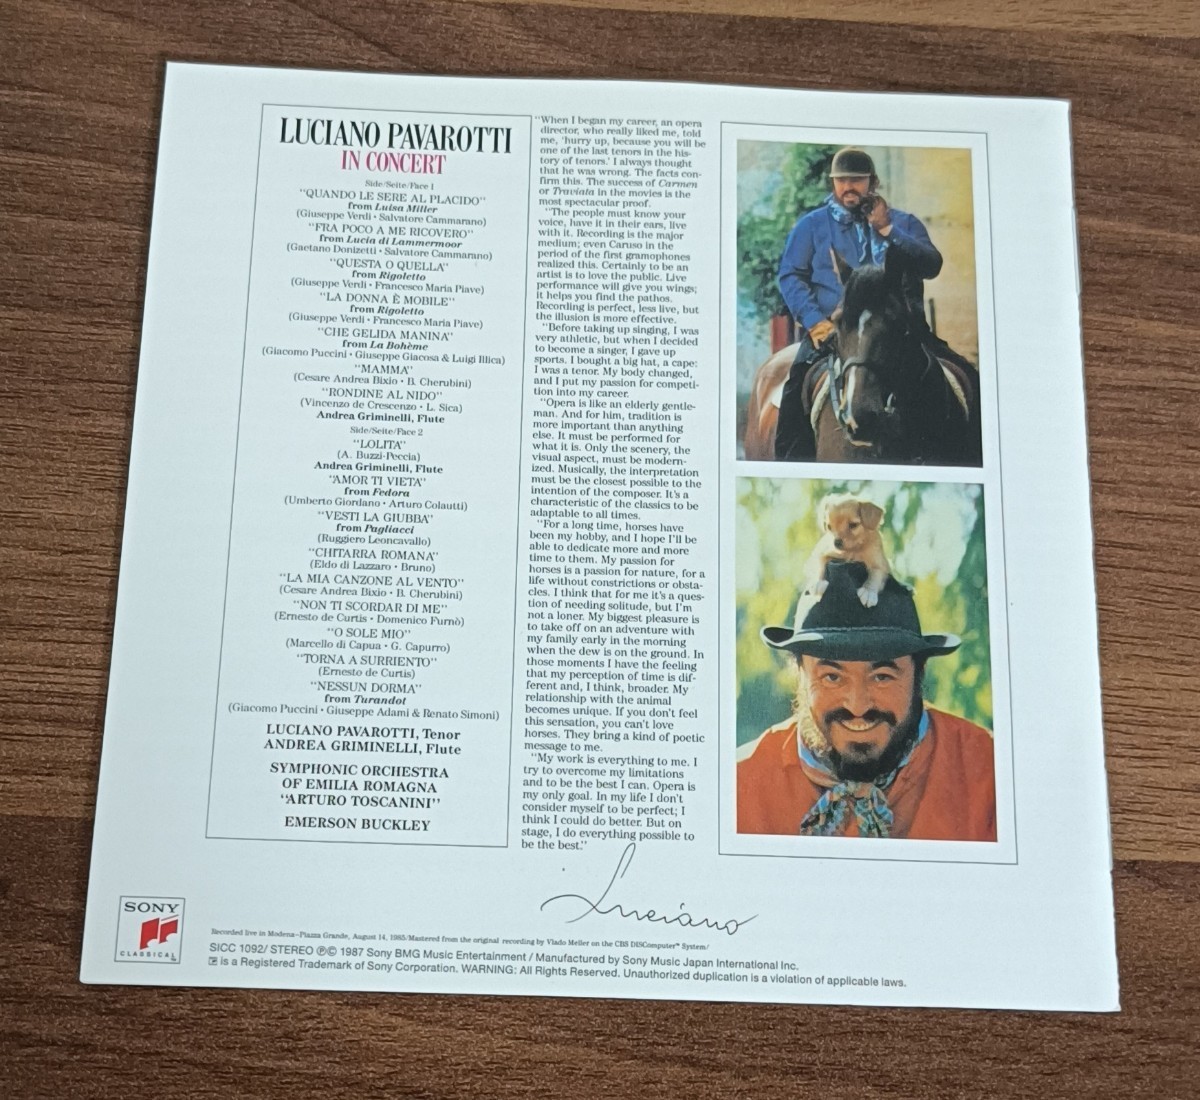 LUCIANO PAVAROTTI
IN CONCERT
Side/Seite/Face 1
"QUANDO LE SERE AL PLACIDO"
from Luisa Miller
(Giuseppe Verdi • Salvatore Cammarano)
"FRA POCO A ME RICOVERO"
from Lucia di Lammermoor
(Gaetano Donizetti • Salvatore Cammarano)
"QUESTA O QUELLA"
from Rigoletto
(Giuseppe Verdi • Francesco Maria Piave)
"LA DONNA È MOBILE"
from Rigoletto
(Giuseppe Verdi • Francesco Maria Piave)
"CHE GELIDA MANINA"
from La Bohème
(Giacomo Puccini • Giuseppe Giacosa & Luigi Illica)
"MAMMA"
(Cesare Andrea Bixio • B. Cherubini)
"RONDINE AL NIDO"
(Vincenzo de Crescenzo • L. Sica)
Andrea Griminelli, Flute
Side/Seite/Face 2
"LOLITA"
(A. Buzzi-Peccia)
Andrea Griminelli, Flute
"AMOR TI VIETA"
from Fedora
(Umberto Giordano • Arturo Colautti)
"VESTI LA GIUBBA"
from Pagliacci
(Ruggiero Leoncavallo)
"CHITARRA ROMANA"
(Eldo di Lazzaro • Bruno)
"LA MIA CANZONE AL VENTO"
(Cesare Andrea Bixio • B. Cherubini)
"NON TI SCORDAR DI ME"
(Ernesto de Curtis • Domenico Furnò)
"O SOLE MIO"
(Marcello di Capua • G. Capurro)
"TORNA A SURRIENTO"
(Ernesto de Curtis)
"NESSUN DORMA"
from Turandot
(Giacomo Puccini • Giuseppe Adami & Renato Simoni)
LUCIANO PAVAROTTI, Tenor
ANDREA GRIMINELLI, Flute
SYMPHONIC ORCHESTRA
OF EMILIA ROMAGNA
"ARTURO TOSCANINI"
EMERSON BUCKLEY
"When I began my career, an opera
director, who really liked me, told
me, 'hurry up, because you will be
one of the last tenors in the his-
tory of tenors.' I always thought
that he was wrong. The facts con-
firm this. The success of Carmen
or Traviata in the movies is the
most spectacular proof.
"The people must know your
voice, have it in their ears, live
with it. Recording is the major
medium; even Caruso in the
period of the first gramophones
realized this. Certainly to be an
artist is to love the public. Live
performance will give you wings;
it helps you find the pathos.
Recording is perfect, less live, but
the illusion is more effective.
"Before taking up singing, I was
very athletic, but when I decided
to become a singer, I gave up
sports. I bought a big hat, a cape:
I was a tenor. My body changed,
and I put my passion for competi-
tion into my career.
"Opera is like an elderly gentle-
man. And for him, tradition is
more important than anything
else. It must be performed for
what it is. Only the scenery, the
visual aspect, must be modern-
ized. Musically, the interpretation
must be the closest possible to the
intention of the composer. It's a
characteristic of the classics to be
adaptable to all times.
"For a long time, horses have
been my hobby, and I hope I'll be
able to dedicate more and more
time to them. My passion for
horses is a passion for nature, for a
life without constrictions or obsta-
cles. I think that for me it's a ques-
tion of needing solitude, but I'm
not a loner. My biggest pleasure is
to take off on an adventure with
my family early in the morning
when the dew is on the ground. In
those moments I have the feeling
that my perception of time is dif-
ferent and, I think, broader. My
relationship with the animal
becomes unique. If you don't feel
this sensation, you can't love
horses. They bring a kind of poetic
message to me.
"My work is everything to me. I
try to overcome my limitations
and to be the best I can. Opera is
my only goal. In my life I don't
consider myself to be perfect; I
think I could do better. But on
stage, I do everything possible to
be the best."
Luciano
SONY
CLASSICAL
Recorded live in Modena–Piazza Grande, August 14, 1985/Mastered from the original recording by Vlado Meller on the CBS DISComputer™ System/
SICC 1092/ STEREO ℗© 1987 Sony BMG Music Entertainment / Manufactured by Sony Music Japan International Inc.
is a Registered Trademark of Sony Corporation. WARNING: All Rights Reserved. Unauthorized duplication is a violation of applicable laws.